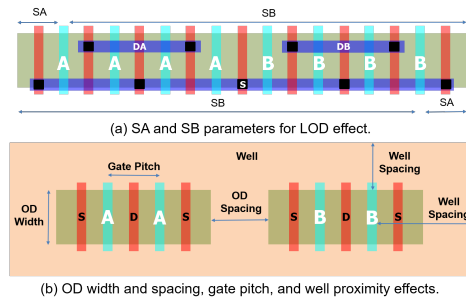 SA SB
DA DB
A A A A B B B B
S
SB SA
(a) SA and SB parameters for LOD effect.
Well
Well
Spacing
Gate Pitch
OD
Width
S A D A S
OD
Spacing
S B D B S
Well
Spacing
(b) OD width and spacing, gate pitch, and well proximity effects.